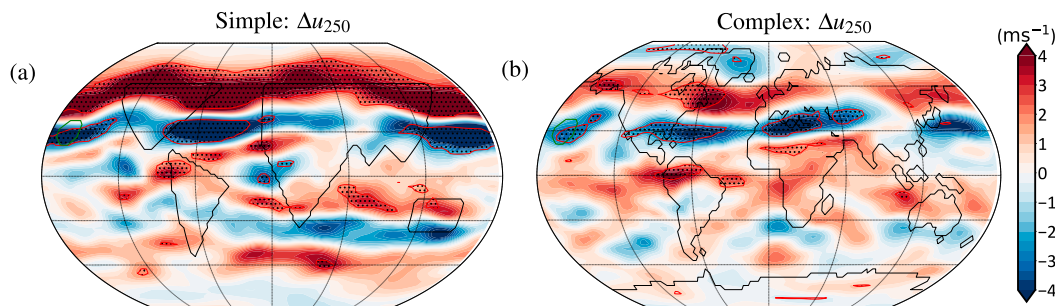 Simple: Δu₂₅₀
Complex: Δu₂₅₀
(ms⁻¹)
(a)
(b)
4
3
2
1
0
−1
−2
−3
−4